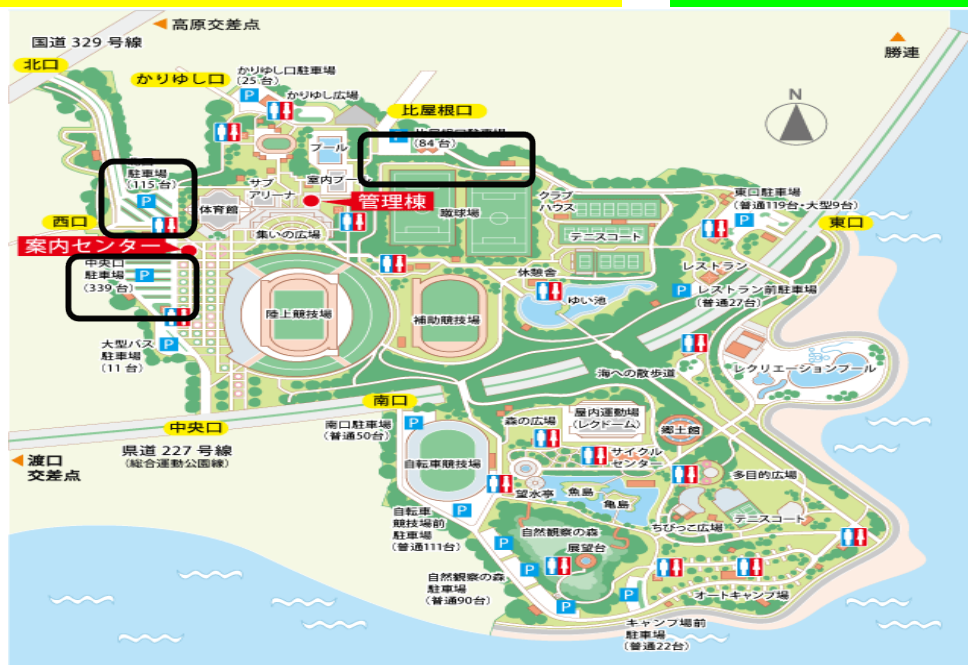 高原交差点
国道 329 号線
北口
勝連
かりゆし口
かりゆし口駐車場
(25 台)
かりゆし広場
比屋根口
比屋根口駐車場
(84 台)
N
プール
駐車場
(115 台)
サブ
アリーナ
室内プール
管理棟
クラブ
ハウス
東口駐車場
(普通119台・大型9台)
体育館
蹴球場
西口
東口
集いの広場
テニスコート
案内センター
中央口
駐車場
(339 台)
休憩舎
レストラン
レストラン前駐車場
(普通27台)
ゆい池
陸上競技場
補助競技場
大型バス
駐車場
(11 台)
海への散歩道
レクリエーションプール
南口
中央口
南口駐車場
(普通50台)
森の広場
屋内運動場
(レクドーム)
郷土館
県道 227 号線
(総合運動公園線)
渡口
交差点
自転車競技場
サイクル
センター
多目的広場
望水亭
魚島
亀島
自転車
競技場前
駐車場
(普通111台)
ちびっこ広場
テニスコート
自然観察の森
展望台
自然観察の森
駐車場
(普通90台)
オートキャンプ場
キャンプ場前
駐車場
(普通22台)